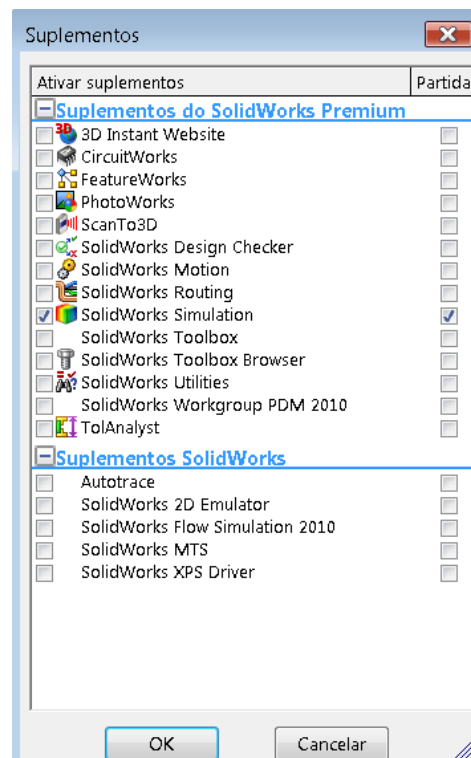 Suplementos
Ativar suplementos Partida
Suplementos do SolidWorks Premium
3D Instant Website
CircuitWorks
FeatureWorks
PhotoWorks
ScanTo3D
SolidWorks Design Checker
SolidWorks Motion
SolidWorks Routing
SolidWorks Simulation
SolidWorks Toolbox
SolidWorks Toolbox Browser
SolidWorks Utilities
SolidWorks Workgroup PDM 2010
TolAnalyst
Suplementos SolidWorks
Autotrace
SolidWorks 2D Emulator
SolidWorks Flow Simulation 2010
SolidWorks MTS
SolidWorks XPS Driver
OK Cancelar